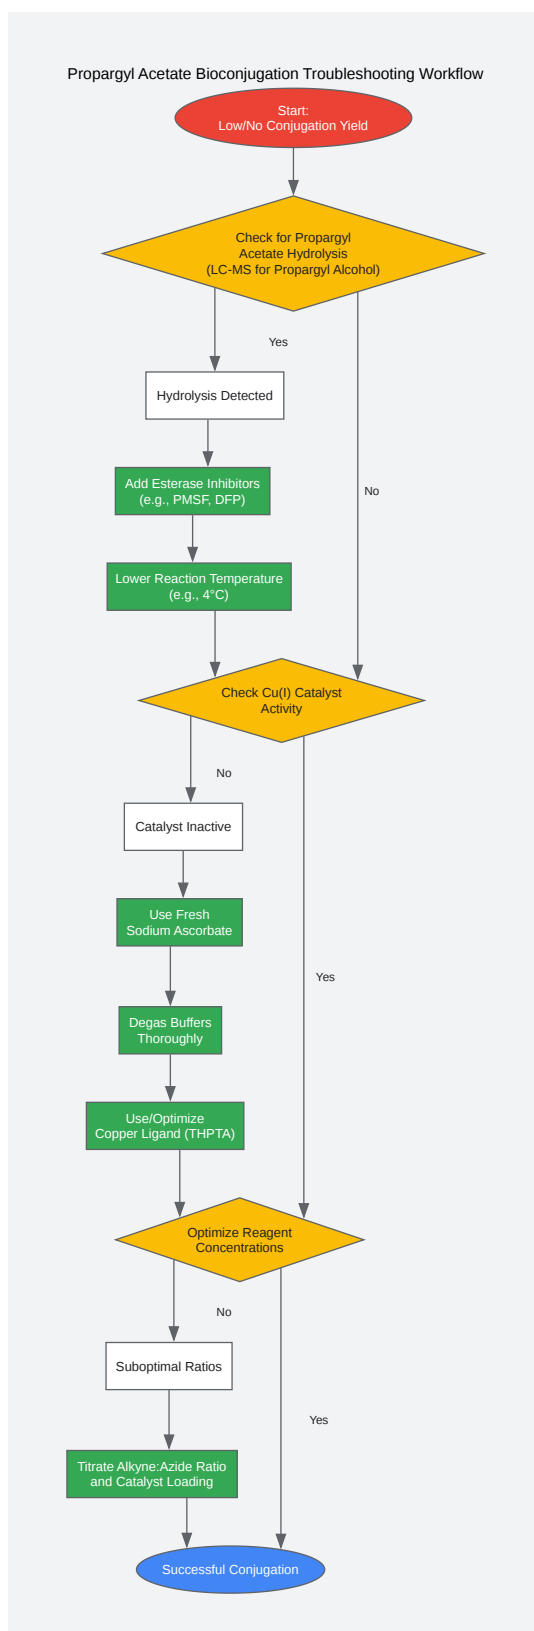 Propargyl Acetate Bioconjugation Troubleshooting Workflow
Start:
Low/No Conjugation Yield
Check for Propargyl
Acetate Hydrolysis
(LC-MS for Propargyl Alcohol)
Yes
Hydrolysis Detected
Add Esterase Inhibitors
(e.g., PMSF, DFP)
No
Lower Reaction Temperature
(e.g., 4°C)
Check Cu(I) Catalyst
Activity
No
Catalyst Inactive
Use Fresh
Sodium Ascorbate
Yes
Degas Buffers
Thoroughly
Use/Optimize
Copper Ligand (THPTA)
Optimize Reagent
Concentrations
No
Suboptimal Ratios
Yes
Titrate Alkyne:Azide Ratio
and Catalyst Loading
Successful Conjugation